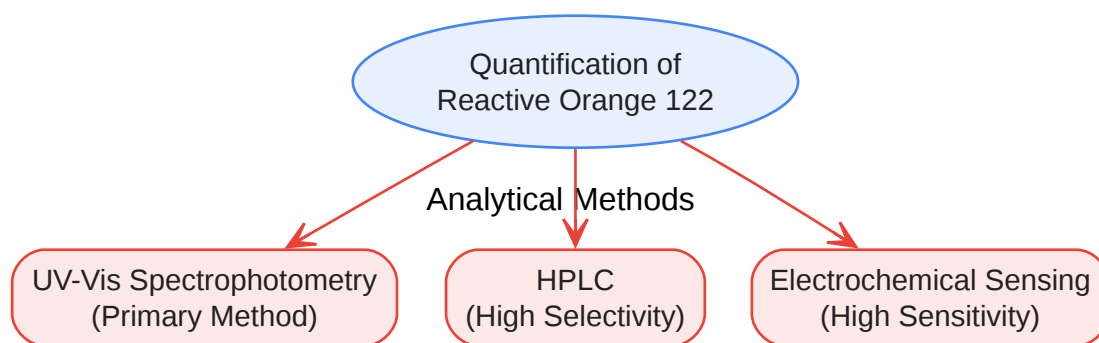 Quantification of
Reactive Orange 122
Analytical Methods
UV-Vis Spectrophotometry
(Primary Method)
HPLC
(High Selectivity)
Electrochemical Sensing
(High Sensitivity)